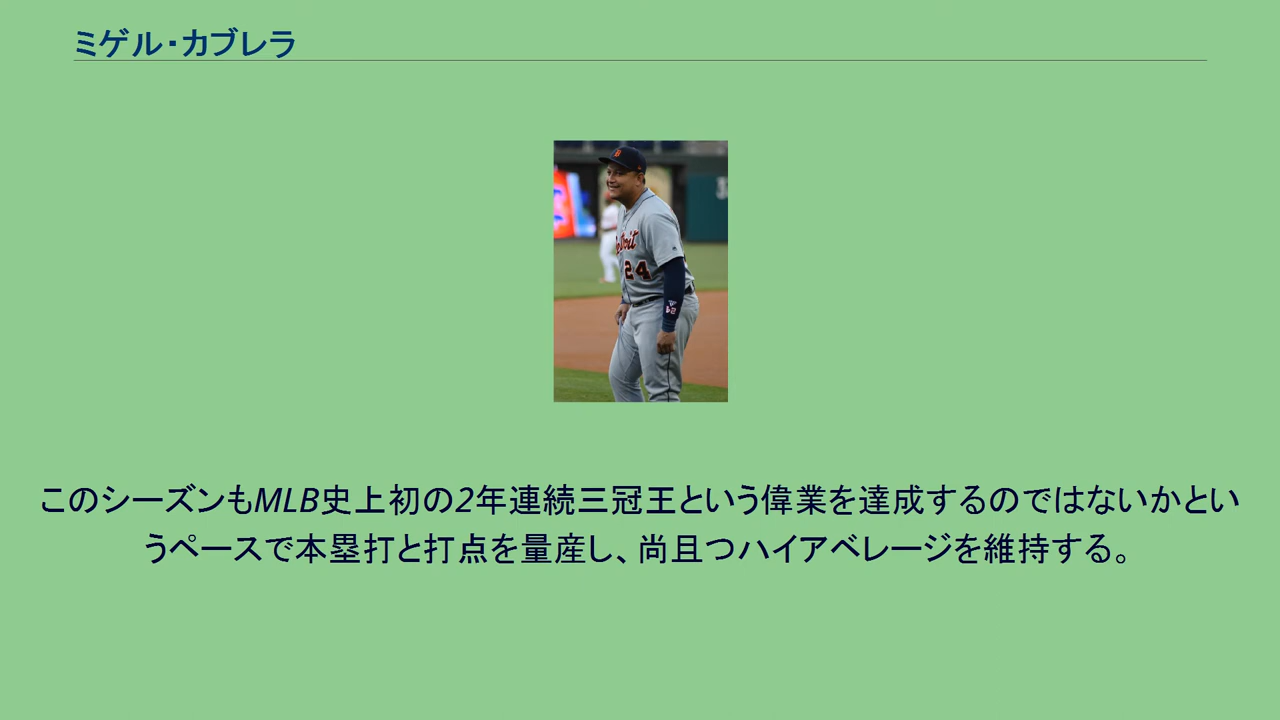 ミゲル・カブレラ
Detroit
24
このシーズンもMLB史上初の2年連続三冠王という偉業を達成するのではないかとい
うペースで本塁打と打点を量産し、尚且つハイアベレージを維持する。